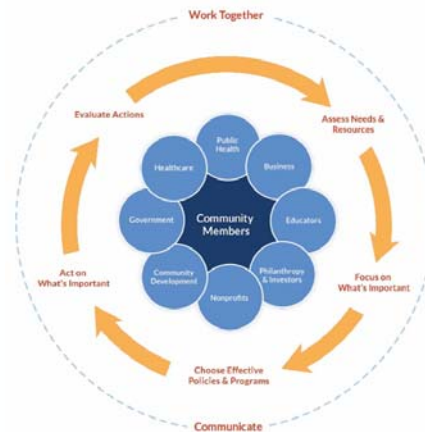 Work Together
Evaluate Actions
Assess Needs &
Resources
Public
Health
Healthcare
Business
Government
Community
Members
Educators
Community
Development
Philanthropy
& Investors
Nonprofits
Act on
What's Important
Focus on
What's Important
Choose Effective
Policies & Programs
Communicate